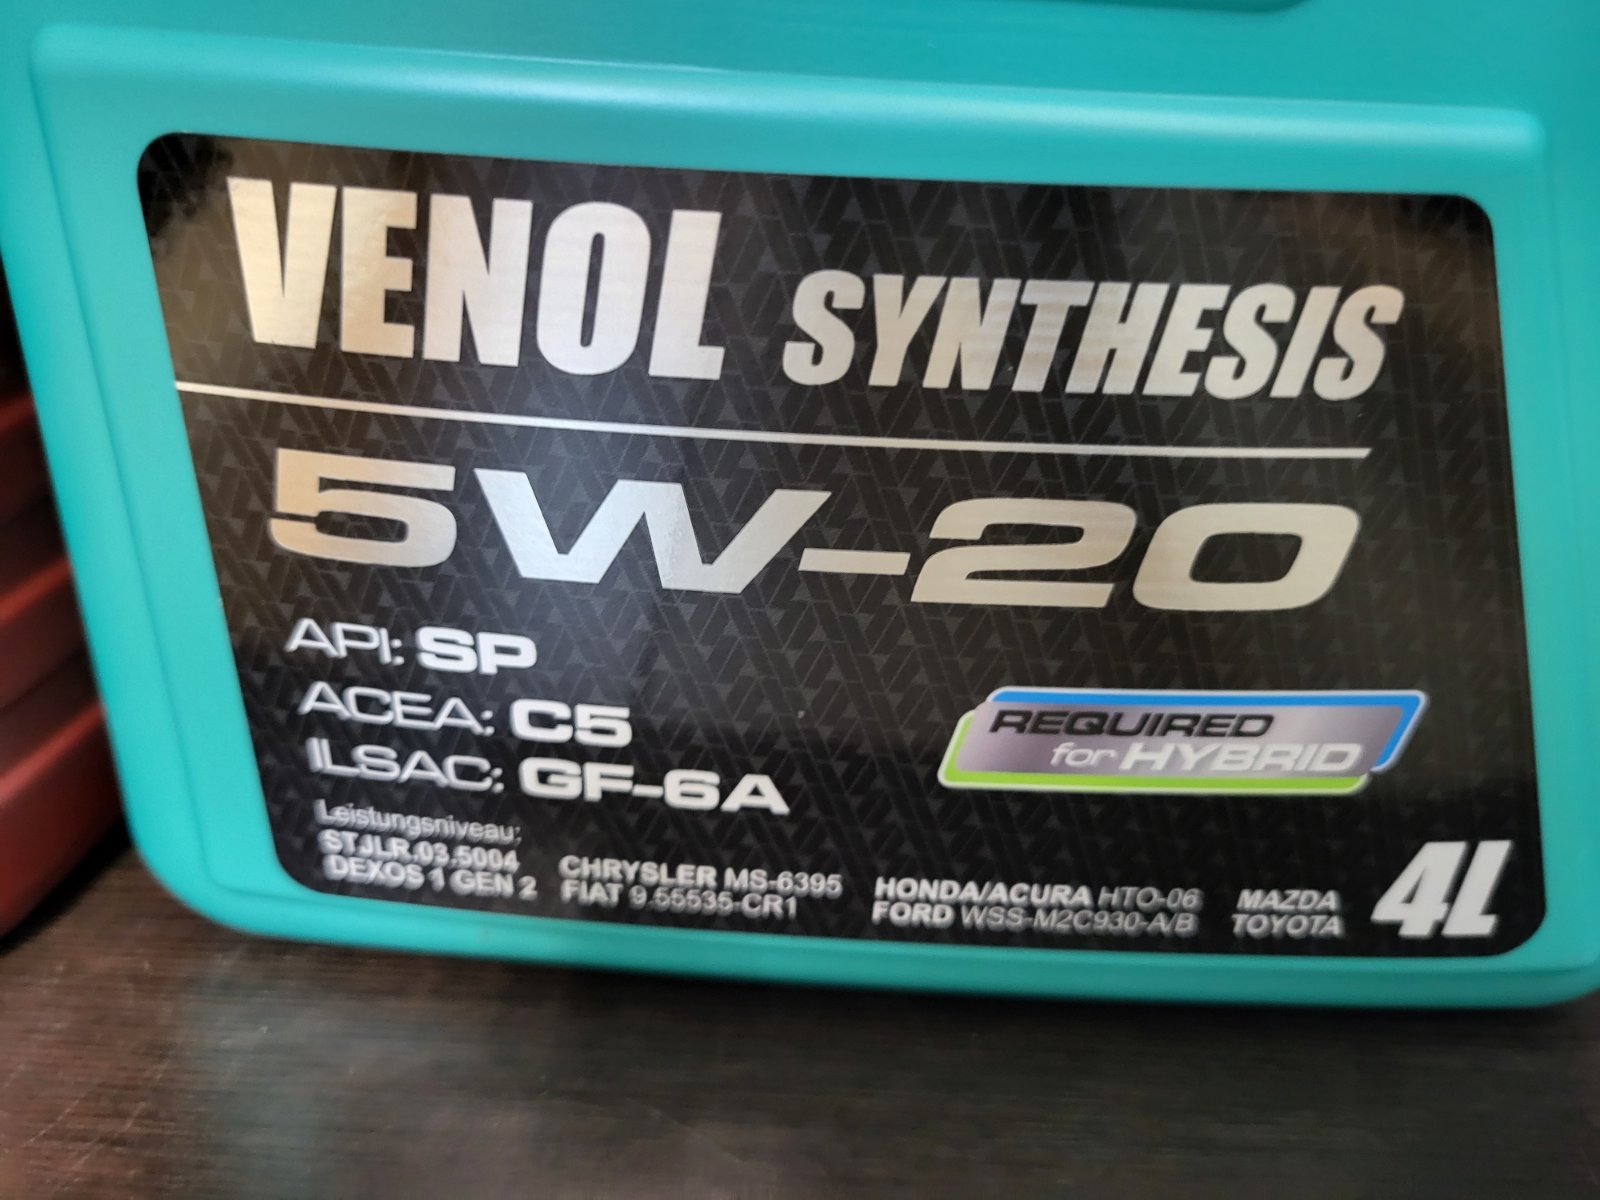 VENOL SYNTHESIS
5W-20
API: SP
ACEA: C5
ILSAC: GF-6A
REQUIRED
for HYBRID
Leistungsniveau:
STJLR.03.5004
DEXOS 1 GEN 2
CHRYSLER MS-6395
FIAT 9.55535-CR1
HONDA/ACURA HTO-06
FORD WSS-M2C930-A/B
MAZDA
TOYOTA
4L